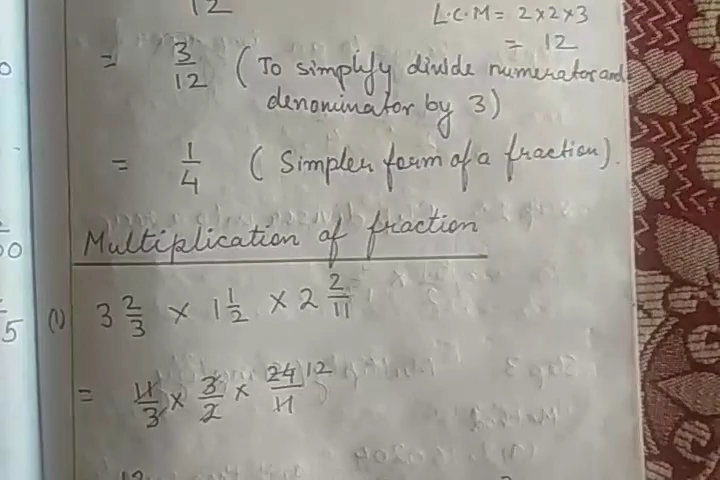 12
L.C.M = 2×2×3
= 12
= 3/12 (To simplify divide numerator and
denominator by 3)
= 1/4 (Simpler form of a fraction).
Multiplication of fraction
(1) 3 2/3 × 1 1/2 × 2 2/11
= 11/3 × 3/2 × 24/11 12
12